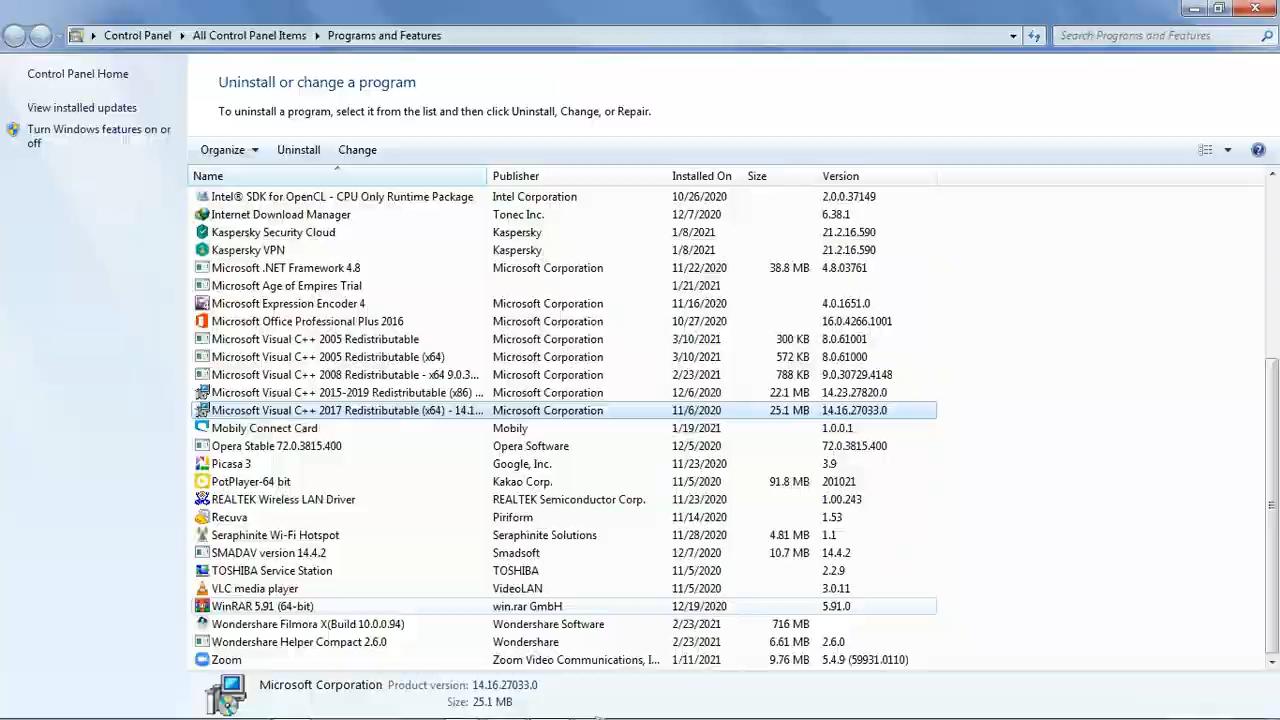 Control Panel All Control Panel Items Programs and Features Search Programs and Features
Control Panel Home
View installed updates
Turn Windows features on or
off
Uninstall or change a program
To uninstall a program, select it from the list and then click Uninstall, Change, or Repair.
Organize Uninstall Change
Name Publisher Installed On Size Version
Intel® SDK for OpenCL - CPU Only Runtime Package Intel Corporation 10/26/2020 2.0.0.37149
Internet Download Manager Tonec Inc. 12/7/2020 6.38.1
Kaspersky Security Cloud Kaspersky 1/8/2021 21.2.16.590
Kaspersky VPN Kaspersky 1/8/2021 21.2.16.590
Microsoft .NET Framework 4.8 Microsoft Corporation 11/22/2020 38.8 MB 4.8.03761
Microsoft Age of Empires Trial 1/21/2021
Microsoft Expression Encoder 4 Microsoft Corporation 11/16/2020 4.0.1651.0
Microsoft Office Professional Plus 2016 Microsoft Corporation 10/27/2020 16.0.4266.1001
Microsoft Visual C++ 2005 Redistributable Microsoft Corporation 3/10/2021 300 KB 8.0.61001
Microsoft Visual C++ 2005 Redistributable (x64) Microsoft Corporation 3/10/2021 572 KB 8.0.61000
Microsoft Visual C++ 2008 Redistributable - x64 9.0.3... Microsoft Corporation 2/23/2021 788 KB 9.0.30729.4148
Microsoft Visual C++ 2015-2019 Redistributable (x86) ... Microsoft Corporation 12/6/2020 22.1 MB 14.23.27820.0
Microsoft Visual C++ 2017 Redistributable (x64) - 14.1... Microsoft Corporation 11/6/2020 25.1 MB 14.16.27033.0
Mobily Connect Card Mobily 1/19/2021 1.0.0.1
Opera Stable 72.0.3815.400 Opera Software 12/5/2020 72.0.3815.400
Picasa 3 Google, Inc. 11/23/2020 3.9
PotPlayer-64 bit Kakao Corp. 11/5/2020 91.8 MB 201021
REALTEK Wireless LAN Driver REALTEK Semiconductor Corp. 11/23/2020 1.00.243
Recuva Piriform 11/14/2020 1.53
Seraphinite Wi-Fi Hotspot Seraphinite Solutions 11/28/2020 4.81 MB 1.1
SMADAV version 14.4.2 Smadsoft 12/7/2020 10.7 MB 14.4.2
TOSHIBA Service Station TOSHIBA 11/5/2020 2.2.9
VLC media player VideoLAN 11/5/2020 3.0.11
WinRAR 5.91 (64-bit) win.rar GmbH 12/19/2020 5.91.0
Wondershare Filmora X(Build 10.0.0.94) Wondershare Software 2/23/2021 716 MB
Wondershare Helper Compact 2.6.0 Wondershare 2/23/2021 6.61 MB 2.6.0
Zoom Zoom Video Communications, I... 1/11/2021 9.76 MB 5.4.9 (59931.0110)
Microsoft Corporation Product version: 14.16.27033.0
Size: 25.1 MB